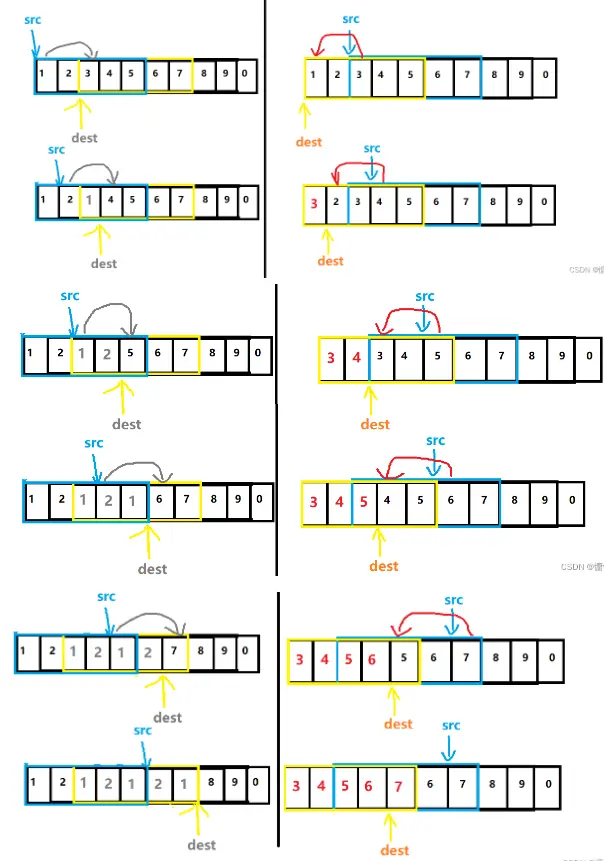 src
1 2 3 4 5 6 7 8 9 0
dest
src
1 2 3 4 5 6 7 8 9 0
dest
src
1 2 1 4 5 6 7 8 9 0
dest
src
3 2 3 4 5 6 7 8 9 0
dest
CSDN
src
1 2 1 2 5 6 7 8 9 0
dest
src
3 4 3 4 5 6 7 8 9 0
dest
src
1 2 1 2 1 6 7 8 9 0
dest
src
3 4 5 4 5 6 7 8 9 0
dest
CSDN
src
1 2 1 2 1 2 7 8 9 0
dest
src
3 4 5 6 5 6 7 8 9 0
dest
src
1 2 1 2 1 2 1 8 9 0
dest
src
3 4 5 6 7 6 7 8 9 0
dest